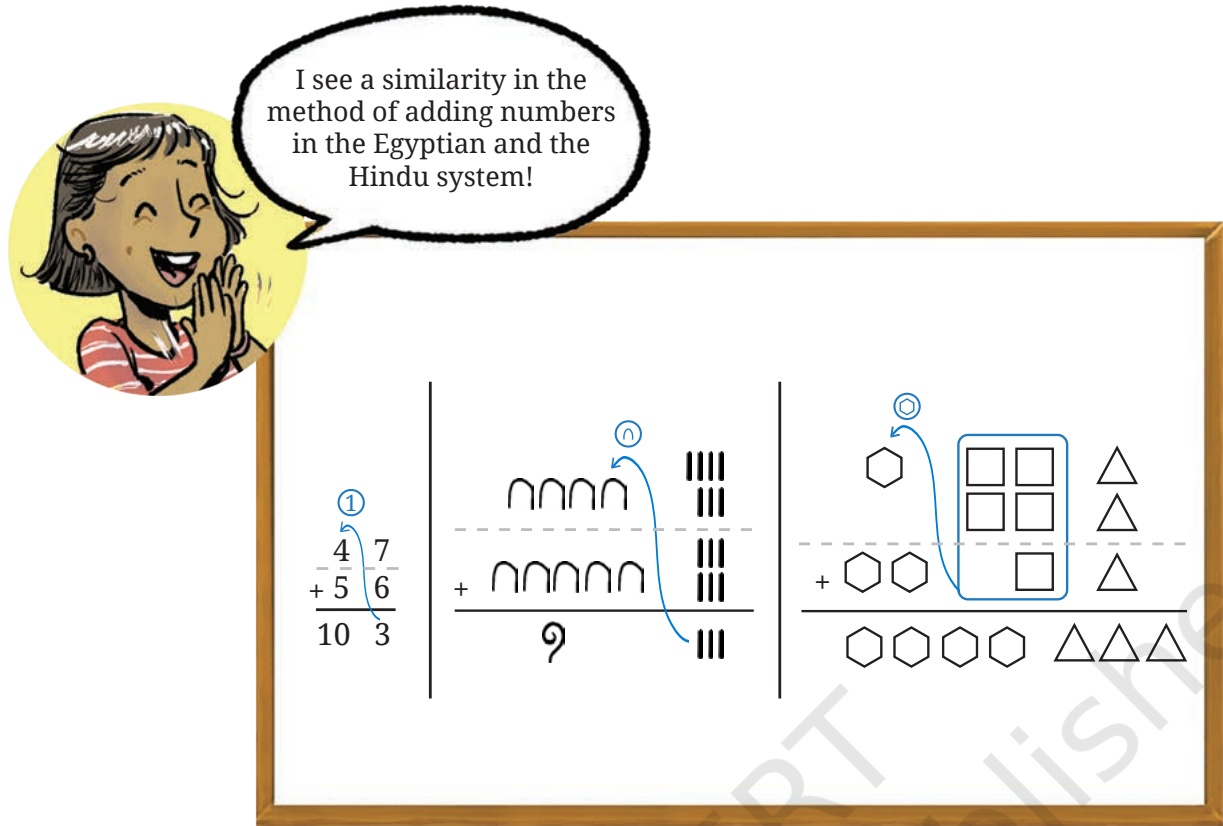 I see a similarity in the
method of adding numbers
in the Egyptian and the
Hindu system!
1
4 7
+ 5 6
10 3
+
+